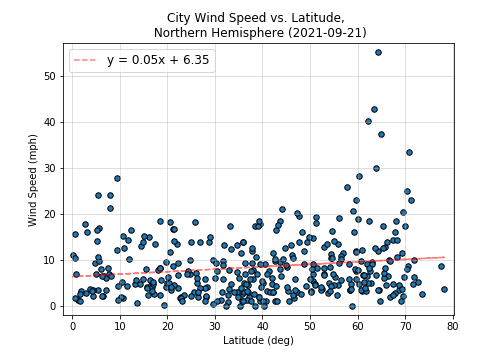 City Wind Speed vs. Latitude,
Northern Hemisphere (2021-09-21)
y = 0.05x + 6.35
50
40
30
20
10
0
Wind Speed (mph)
0 10 20 30 40 50 60 70 80
Latitude (deg)